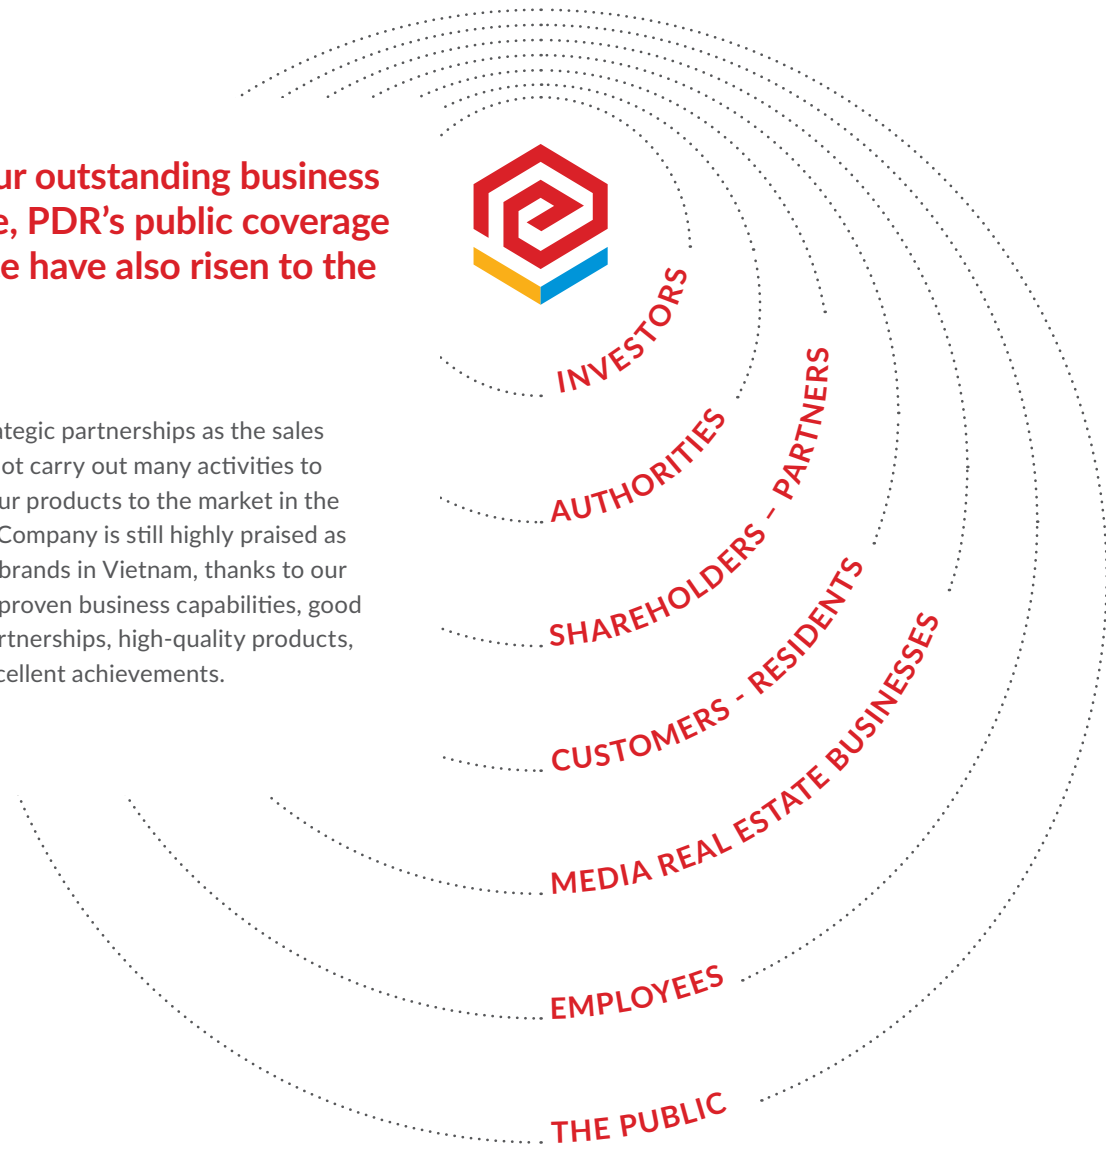 ur outstanding business
e, PDR’s public coverage
e have also risen to the
ategic partnerships as the sales
ot carry out many activities to
ur products to the market in the
Company is still highly praised as
brands in Vietnam, thanks to our
proven business capabilities, good
rtnerships, high-quality products,
cellent achievements.
INVESTORS
AUTHORITIES
SHAREHOLDERS – PARTNERS
CUSTOMERS - RESIDENTS
MEDIA REAL ESTATE BUSINESSES
EMPLOYEES
THE PUBLIC